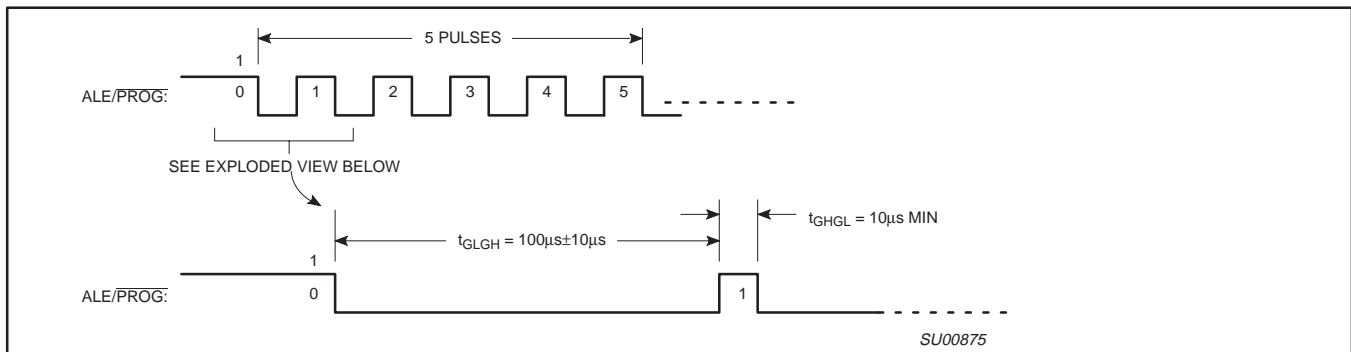 5 PULSES
1
ALE/PROG:
0 1 2 3 4 5
SEE EXPLODED VIEW BELOW
tGHGL = 10µs MIN
tGLGH = 100µs±10µs
1
ALE/PROG:
0 1
SU00875